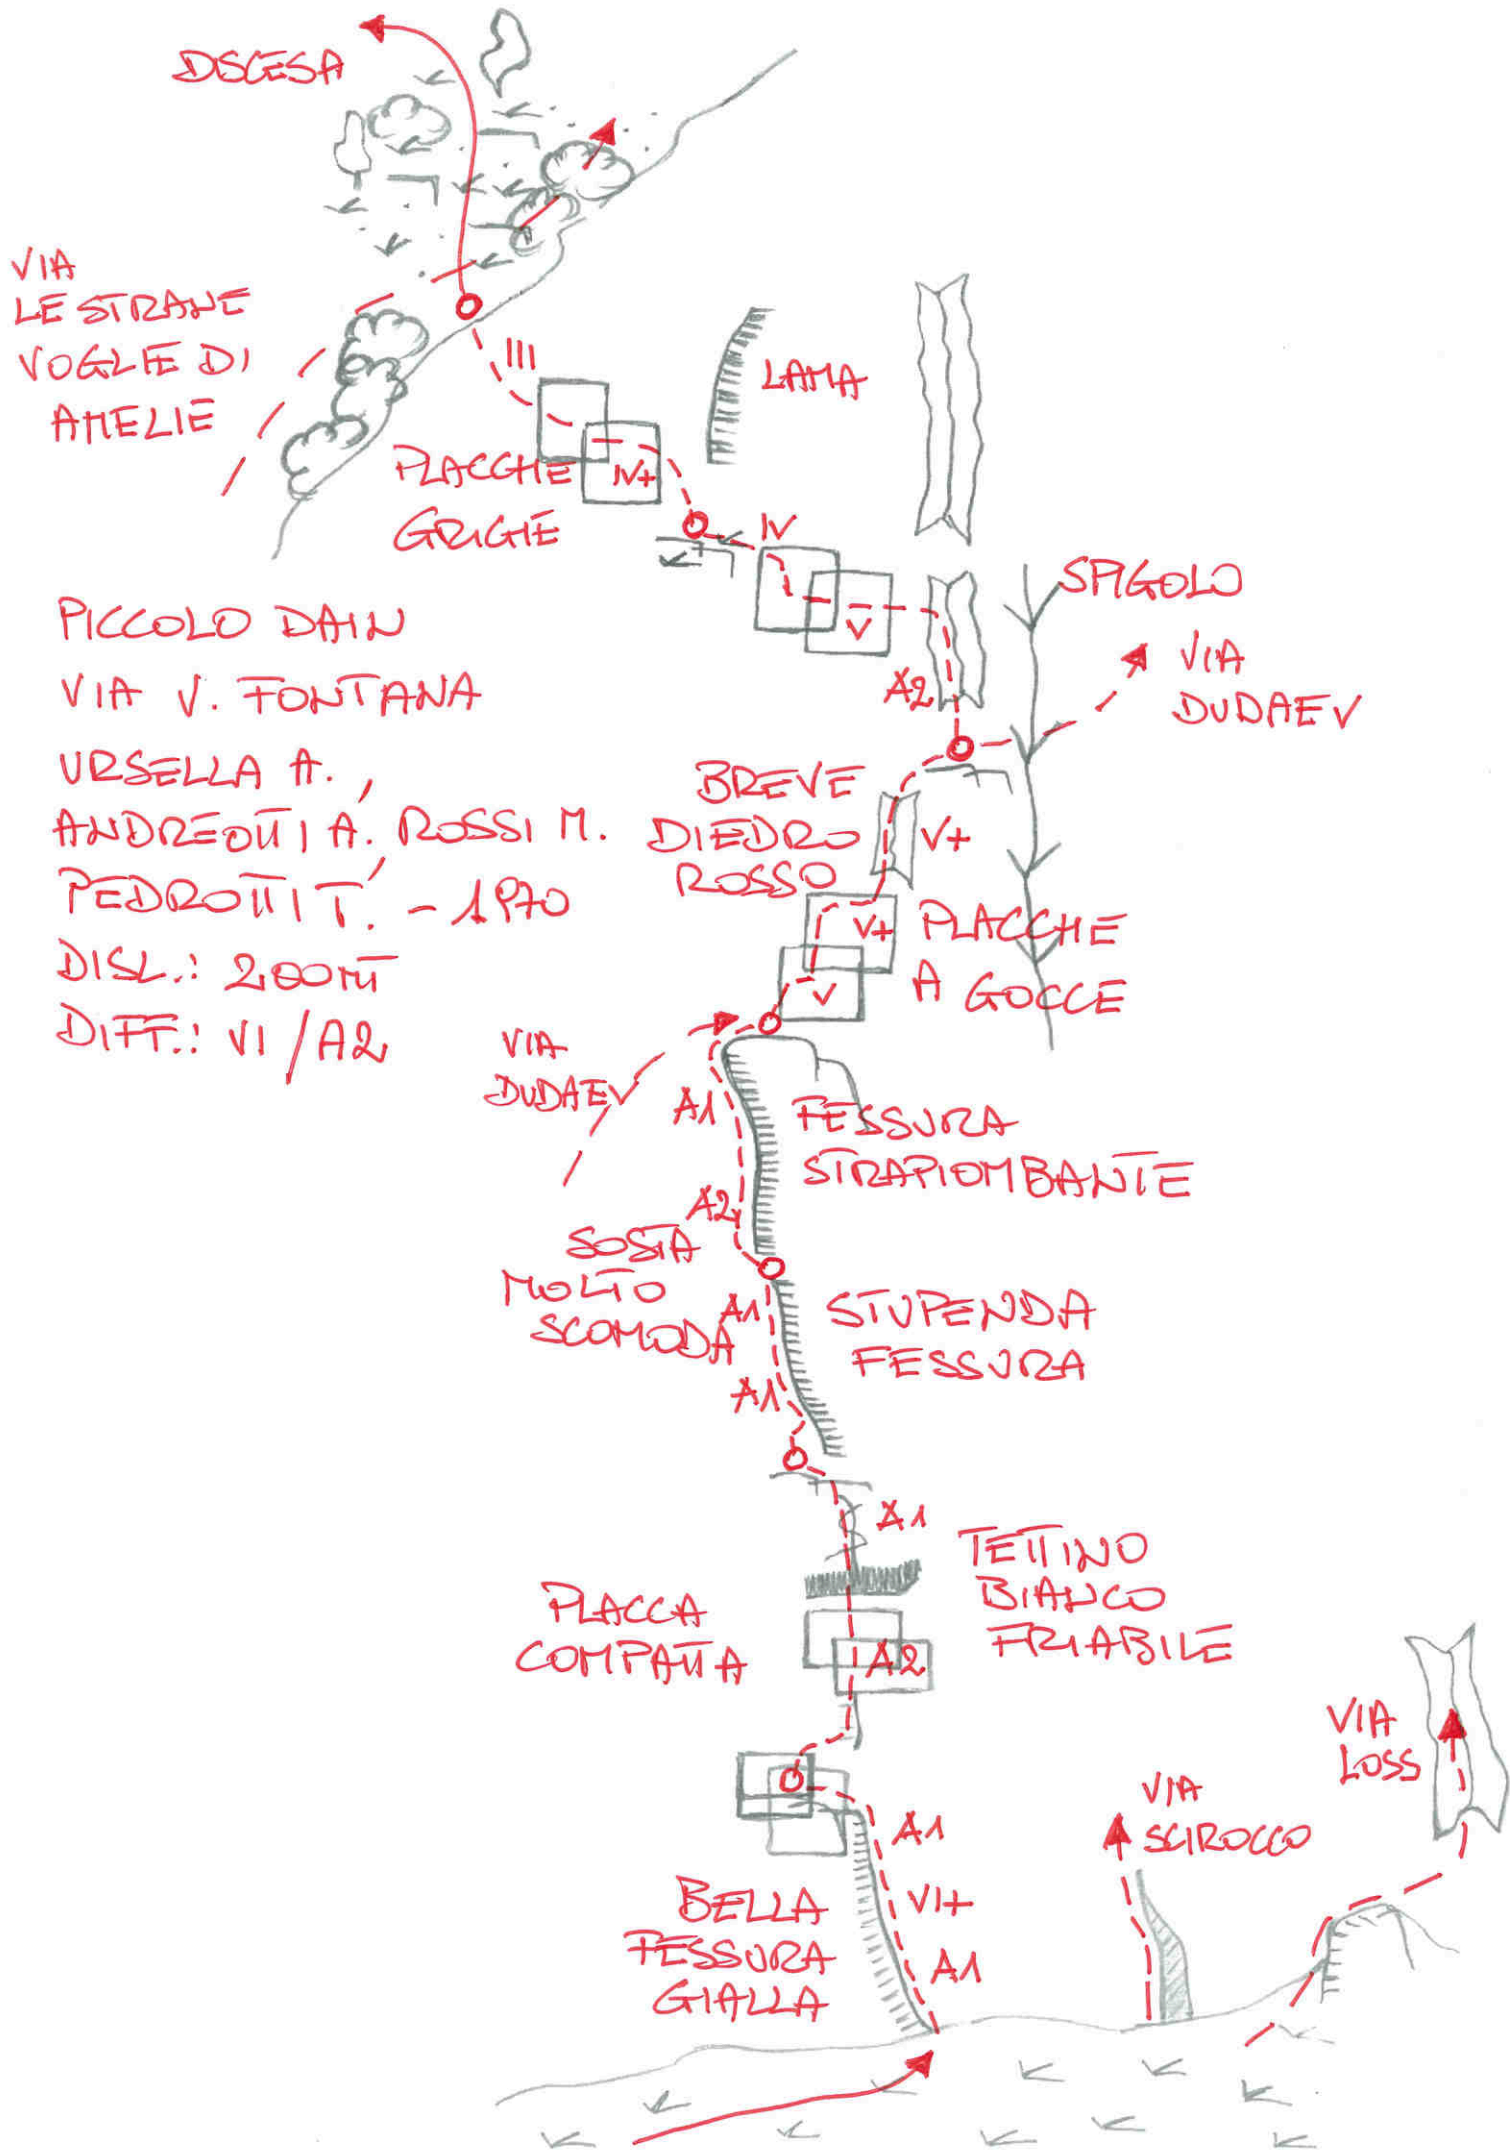 DISCESA
VIA
LE STRANE
VOGLIE DI
AMELIE
III
LAMA
PLACCHE
GRIGIE
IV+
IV
V
SPIGOLO
VIA
DUDAEV
A2
PICCOLO DAIN
VIA V. FONTANA
URSELLA A.,
ANDREOTTI A., ROSSI M.
PEDROTTI T. - 1970
DISL.: 200m
DIFF.: VI/A2
BREVE
DIEDRO
ROSSO
V+
V+
PLACCHE
A GOCCE
V
VIA
DUDAEV
A1
FESSURA
STRAPIOMBANTE
A2
SOSTA
MOLTO
SCOMODA
A1
STUPENDA
FESSURA
A1
A1
TETTINO
BIANCO
FRIABILE
PLACCA
COMPATTA
A2
VIA
LOSS
VIA
SCIROCCO
A1
VI+
A1
BELLA
FESSURA
GIALLA